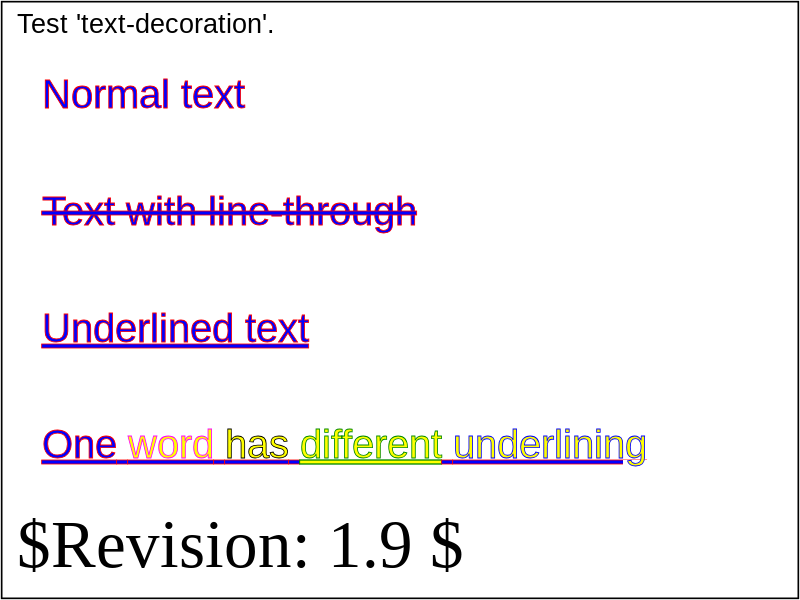 Test 'text-decoration'.
Normal text
Text with line-through
Underlined text
One word has different underlining
$Revision: 1.9 $